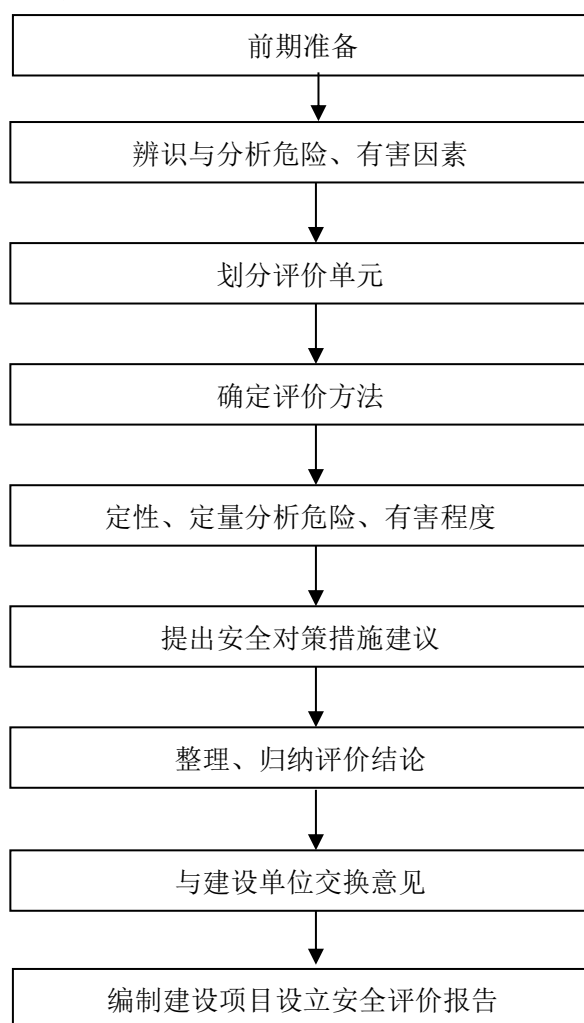 前期准备
辨识与分析危险、有害因素
划分评价单元
确定评价方法
定性、定量分析危险、有害程度
提出安全对策措施建议
整理、归纳评价结论
与建设单位交换意见
编制建设项目设立安全评价报告